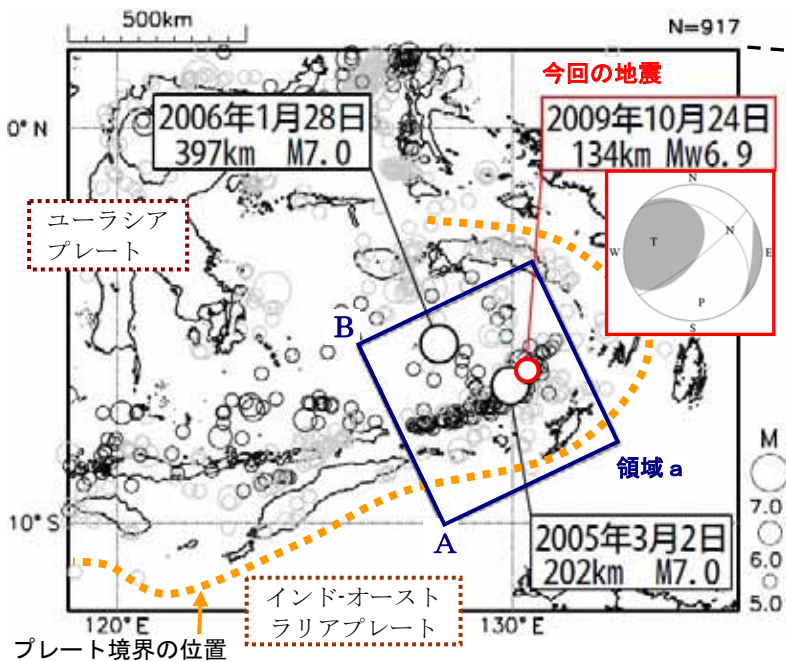 500km
N=917
今回の地震
2006年1月28日
397km M7.0
2009年10月24日
134km Mw6.9
0°N
N
T
N
W
E
P
S
ユーラシア
プレート
B
領域 a
M
7.0
6.0
5.0
10°S
A
2005年3月2日
202km M7.0
インド-オースト
ラリアプレート
120°E
130°E
プレート境界の位置